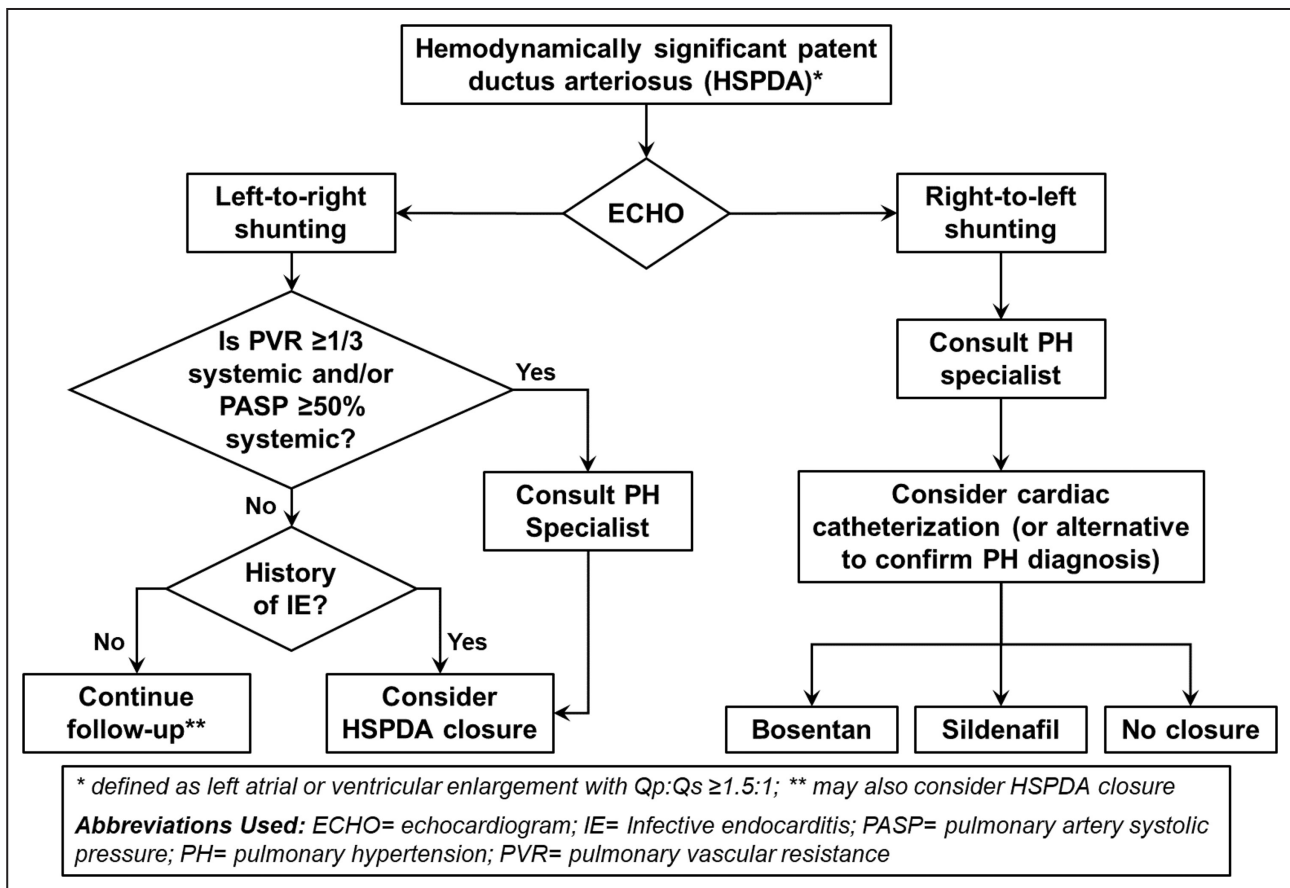 Hemodynamically significant patent
ductus arteriosus (HSPDA)*
ECHO
Left-to-right
shunting
Right-to-left
shunting
Is PVR ≥1/3
systemic and/or
PASP ≥50%
systemic?
Yes
No
Consult PH
Specialist
Consult PH
specialist
History
of IE?
No
Yes
Consider cardiac
catheterization (or alternative
to confirm PH diagnosis)
Continue
follow-up**
Consider
HSPDA closure
Bosentan
Sildenafil
No closure
* defined as left atrial or ventricular enlargement with Qp:Qs ≥1.5:1; ** may also consider HSPDA closure
Abbreviations Used: ECHO= echocardiogram; IE= Infective endocarditis; PASP= pulmonary artery systolic
pressure; PH= pulmonary hypertension; PVR= pulmonary vascular resistance